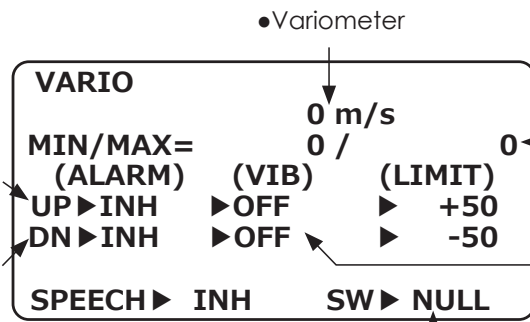 ●Variometer
VARIO
0 m/s
MIN/MAX= 0 / 0
(ALARM) (VIB) (LIMIT)
UP▶INH ▶OFF ▶ +50
DN▶INH ▶OFF ▶ -50
SPEECH▶ INH SW▶ NULL